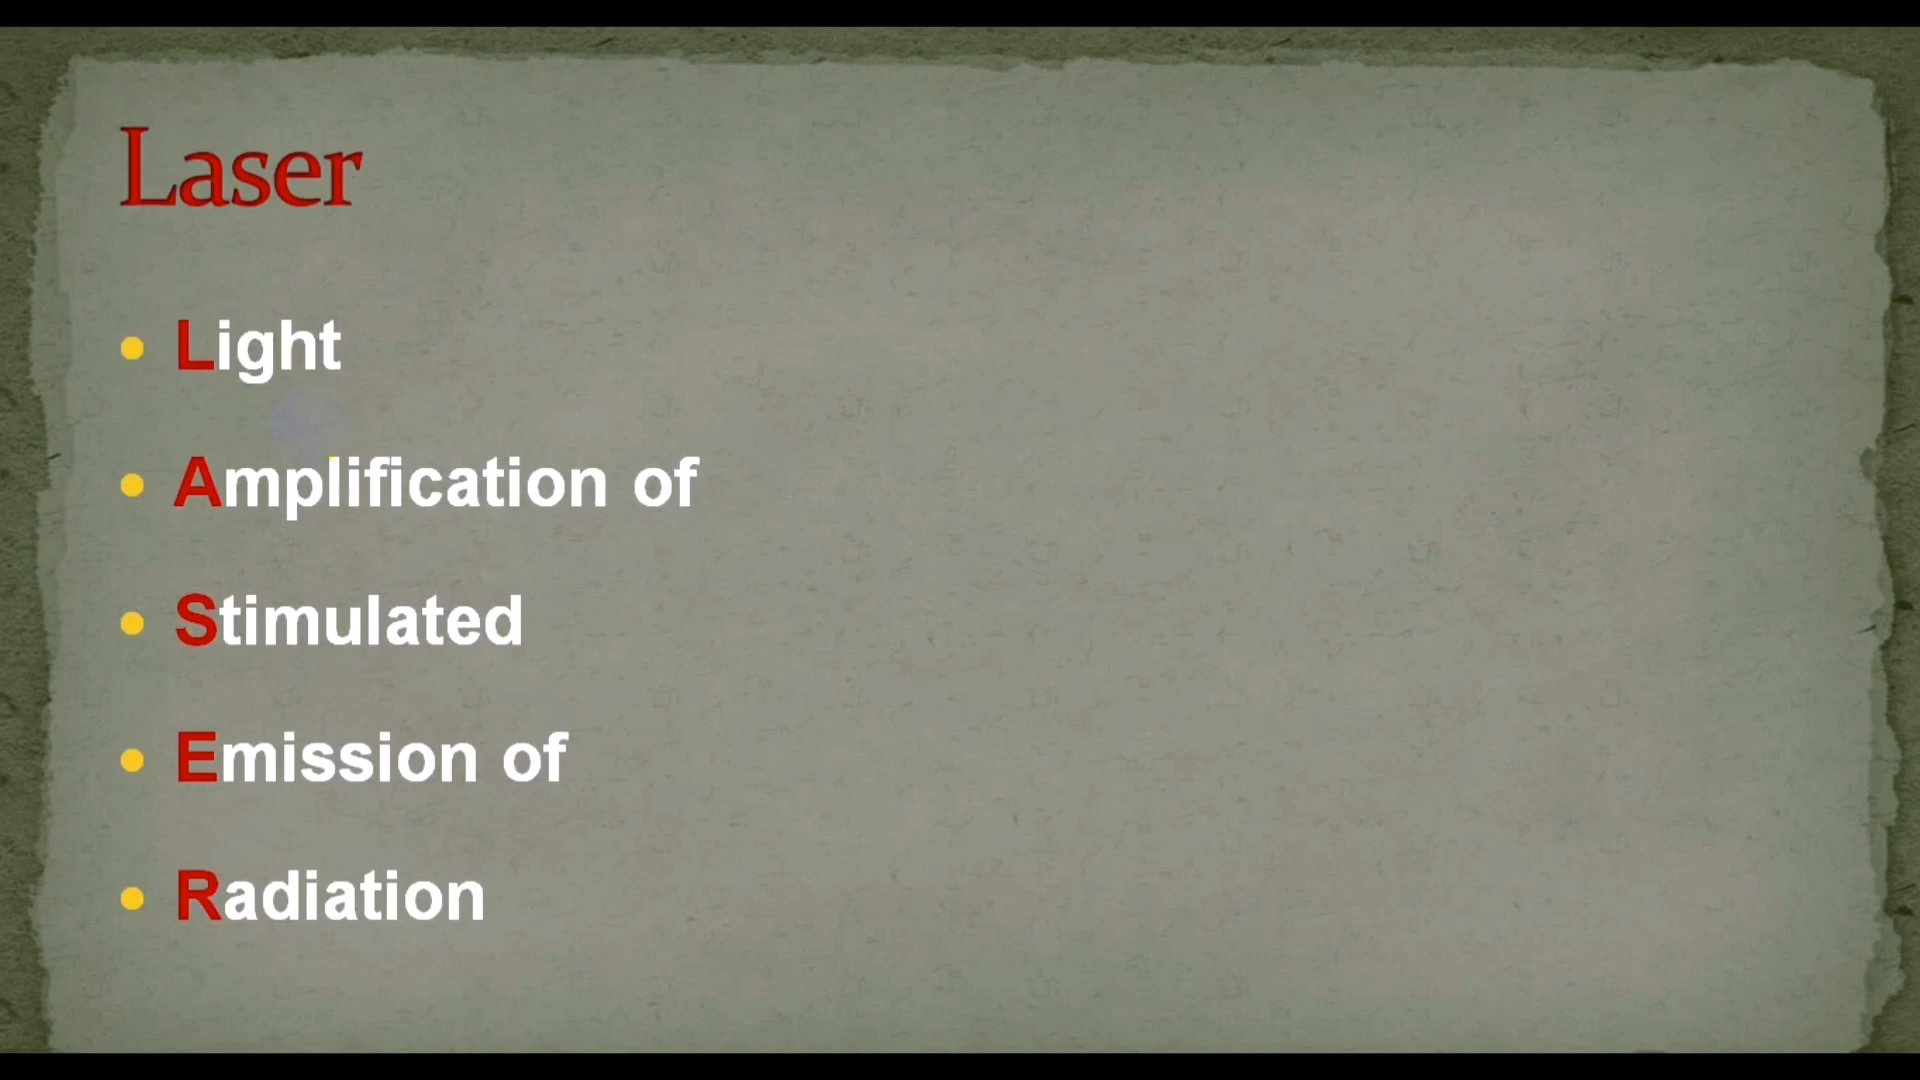 Laser
• Light
• Amplification of
• Stimulated
• Emission of
• Radiation